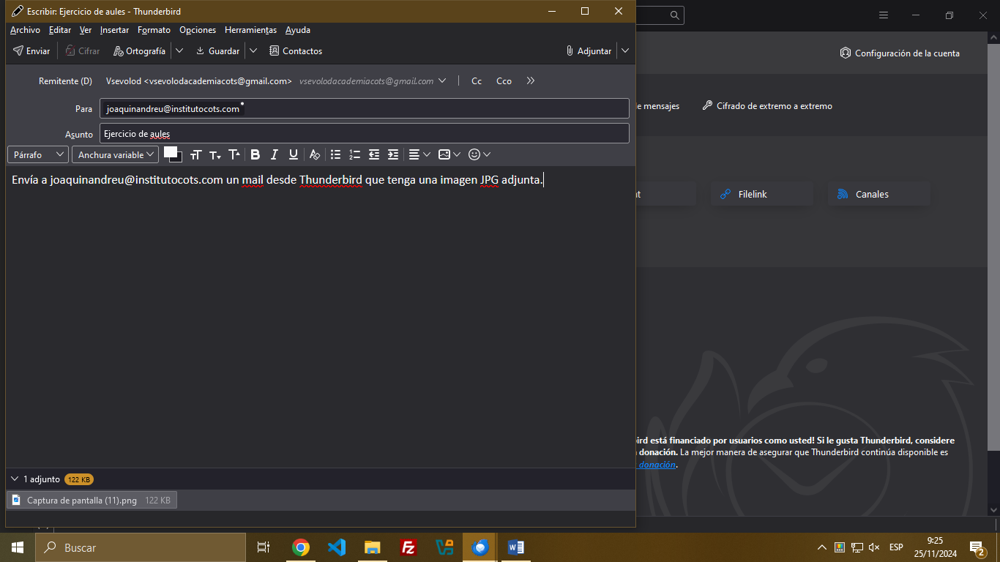 Escribir: Ejercicio de aules - Thunderbird
Archivo Editar Ver Insertar Formato Opciones Herramientas Ayuda
Enviar Cifrar Ortografía Guardar Contactos Adjuntar
Configuración de la cuenta
Remitente (D) Vsevolod <vsevolodacademiacots@gmail.com> vsevolodacademiacots@gmail.com Cc Cco
Para joaquinandreu@institutocots.com
de mensajes Cifrado de extremo a extremo
Asunto Ejercicio de aules
Párrafo Anchura variable
Envía a joaquinandreu@institutocots.com un mail desde Thunderbird que tenga una imagen JPG adjunta.
Filelink Canales
bird está financiado por usuarios como usted! Si le gusta Thunderbird, considere
donación. La mejor manera de asegurar que Thunderbird continúa disponible es
donación.
1 adjunto 122 KB
Captura de pantalla (11).png 122 KB
Buscar
ESP
9:25
25/11/2024
2